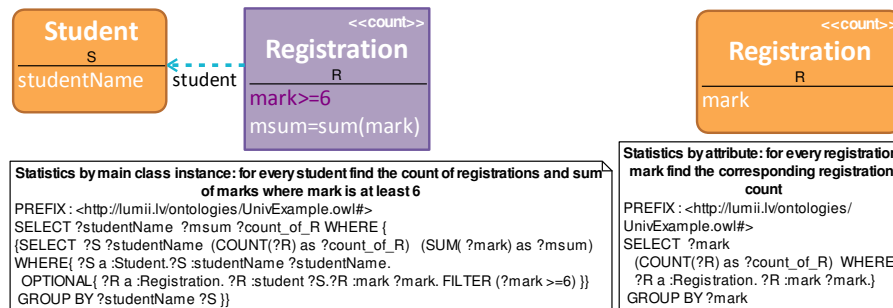 Student
S
studentName
student
<<count>>
Registration
R
mark>=6
msum=sum(mark)
Statistics by main class instance: for every student find the count of registrations and sum
of marks where mark is at least 6
PREFIX : <http://lumii.lv/ontologies/UnivExample.owl#>
SELECT ?studentName ?msum ?count_of_R WHERE {
{SELECT ?S ?studentName (COUNT(?R) as ?count_of_R) (SUM( ?mark) as ?msum)
WHERE{ ?S a :Student.?S :studentName ?studentName.
OPTIONAL{ ?R a :Registration. ?R :student ?S.?R :mark ?mark. FILTER (?mark >=6) }}
GROUP BY ?studentName ?S }}
<<count>>
Registration
R
mark
Statistics by attribute: for every registration
mark find the corresponding registration
count
PREFIX : <http://lumii.lv/ontologies/
UnivExample.owl#>
SELECT ?mark
(COUNT(?R) as ?count_of_R) WHERE
?R a :Registration. ?R :mark ?mark.}
GROUP BY ?mark